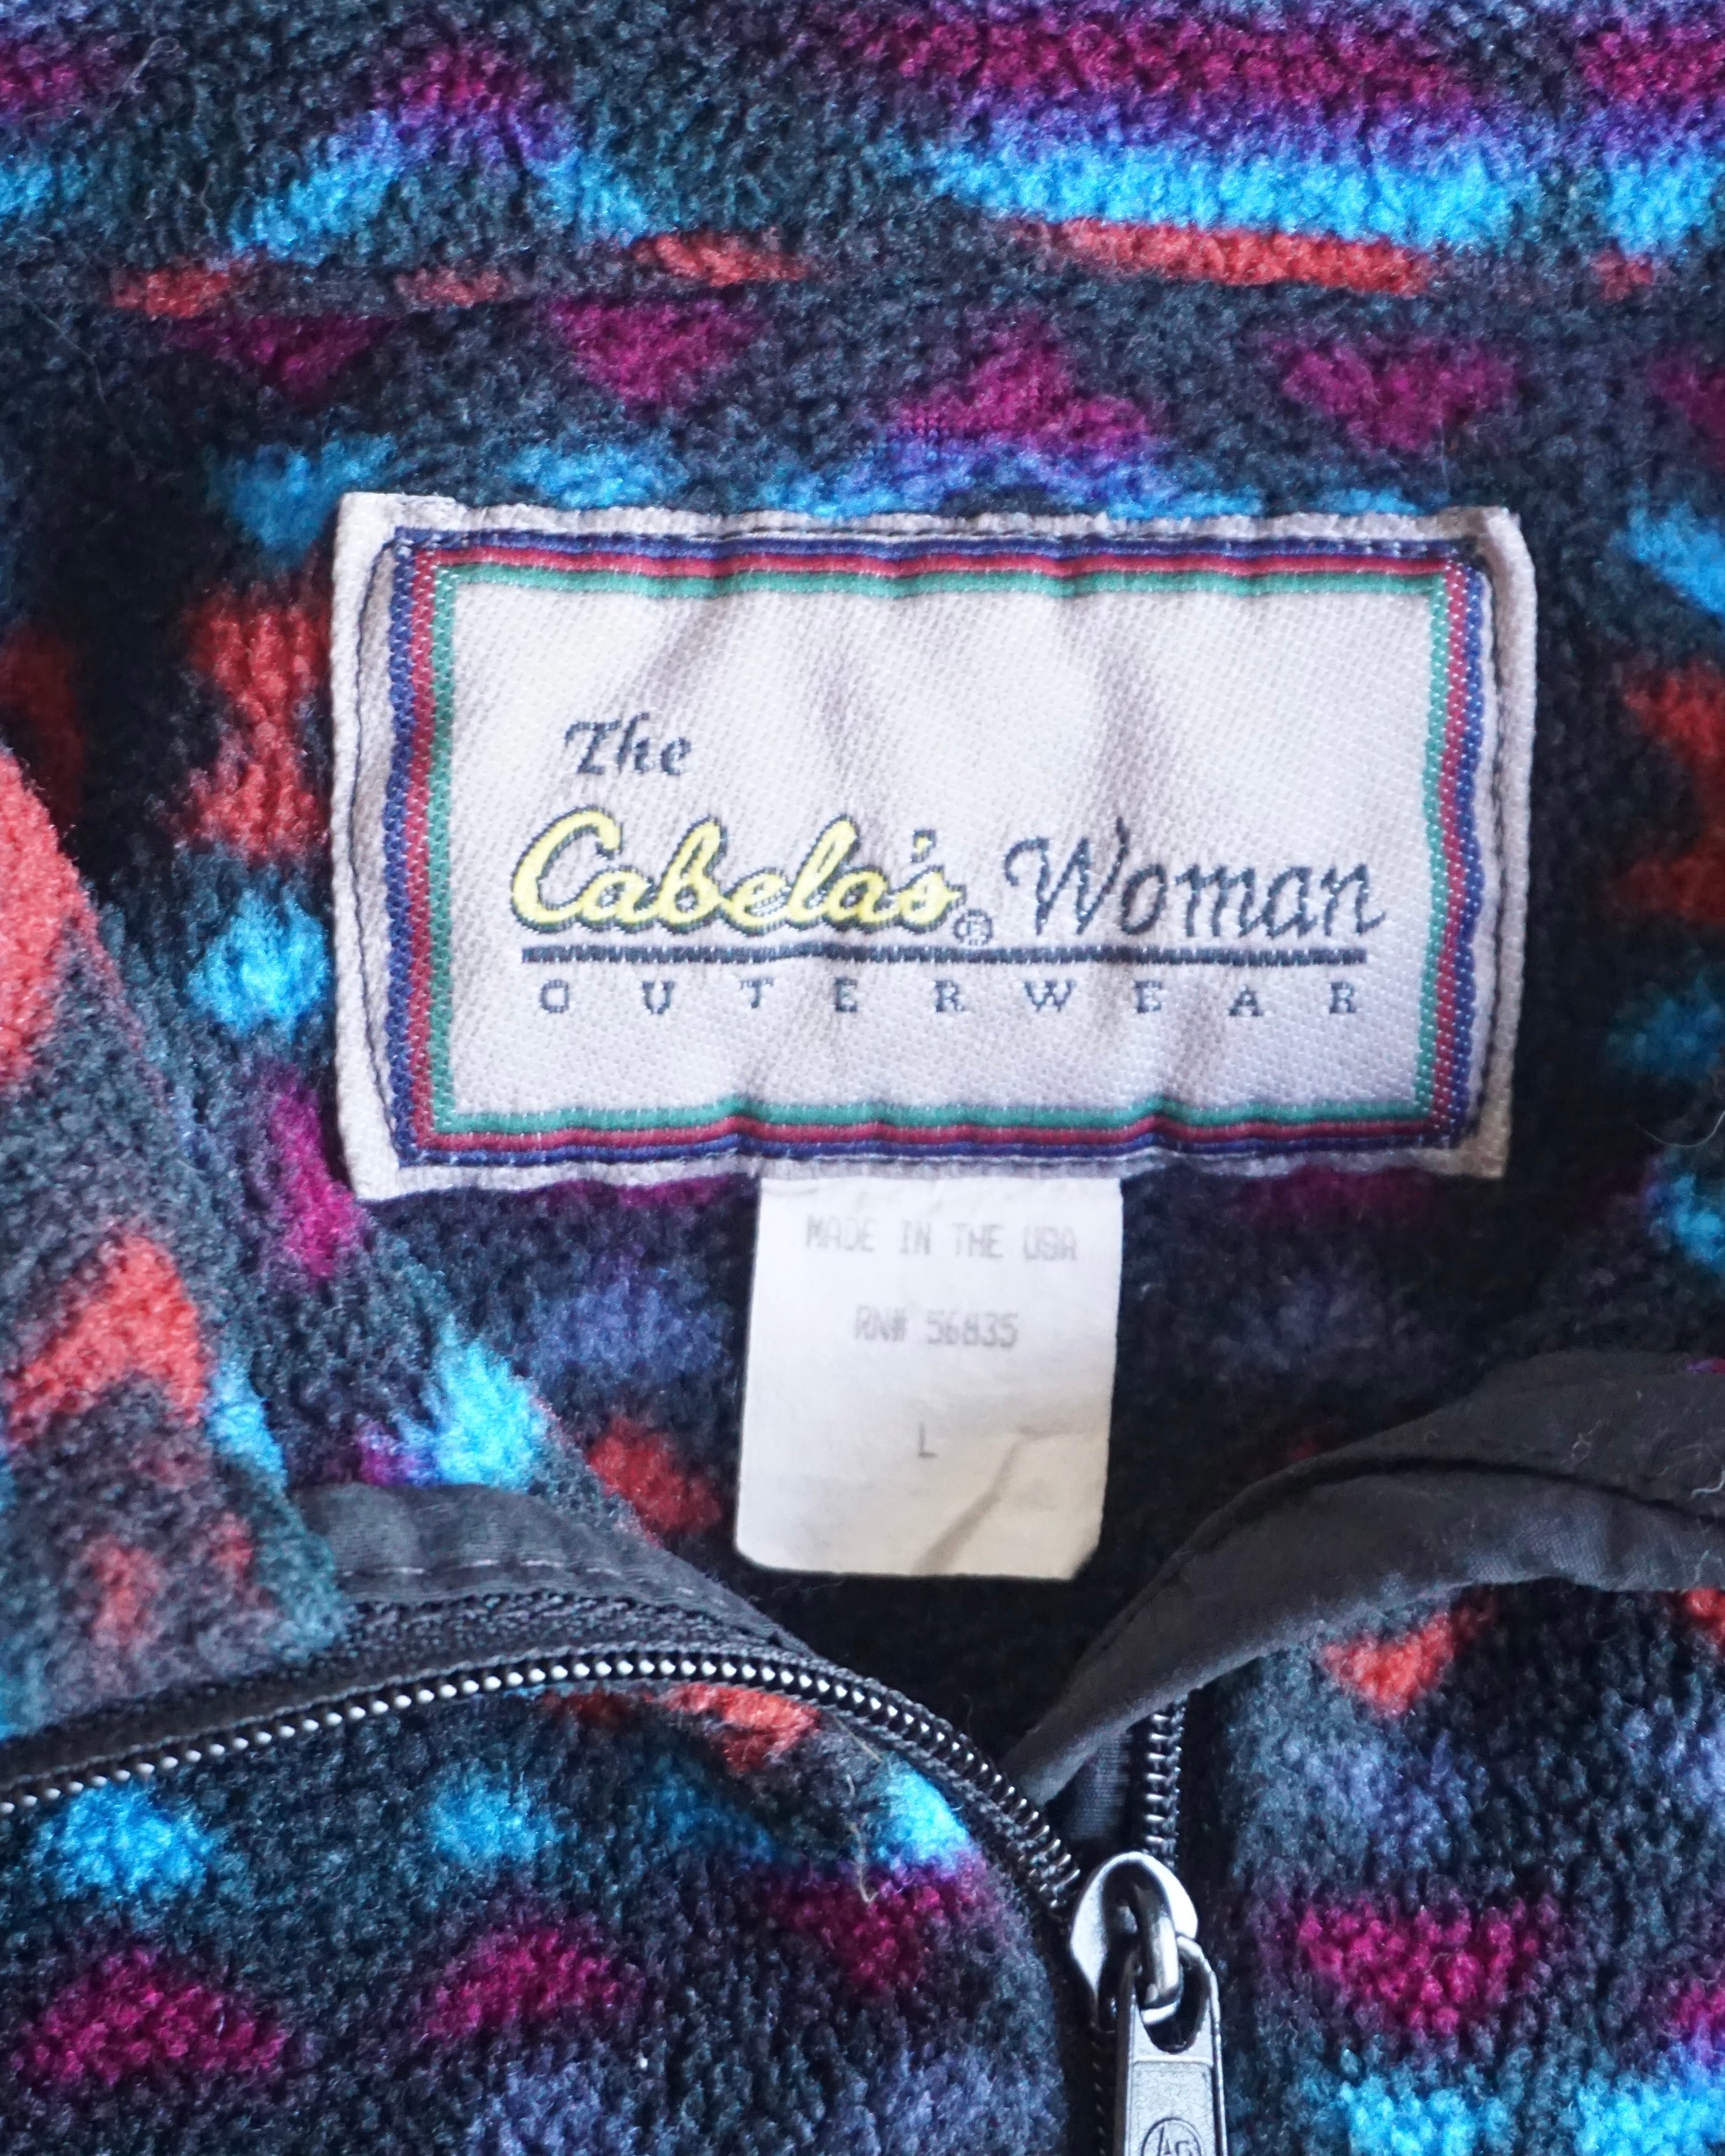 The
Cabela's® Woman
OUTERWEAR
MADE IN THE USA
RN# 56835
L